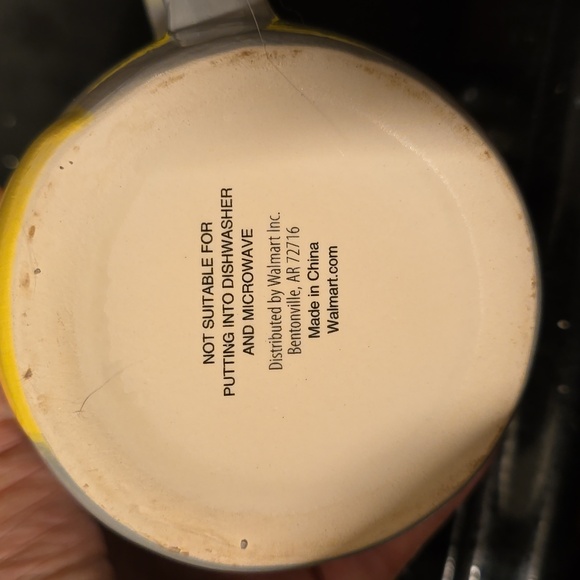 NOT SUITABLE FOR
PUTTING INTO DISHWASHER
AND MICROWAVE
Distributed by Walmart Inc.
Bentonville, AR 72716
Made in China
Walmart.com